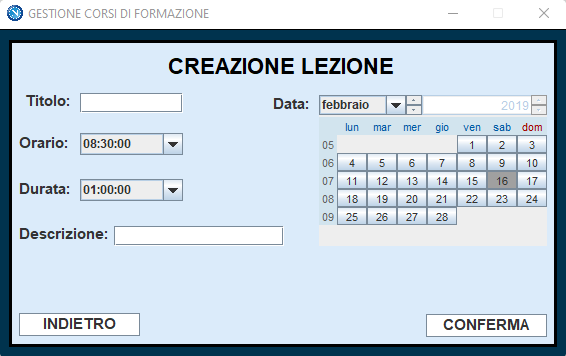 GESTIONE CORSI DI FORMAZIONE
CREAZIONE LEZIONE
Titolo:
Data: febbraio 2019
lun mar mer gio ven sab dom
05 1 2 3
06 4 5 6 7 8 9 10
07 11 12 13 14 15 16 17
08 18 19 20 21 22 23 24
09 25 26 27 28
Orario: 08:30:00
Durata: 01:00:00
Descrizione:
INDIETRO
CONFERMA